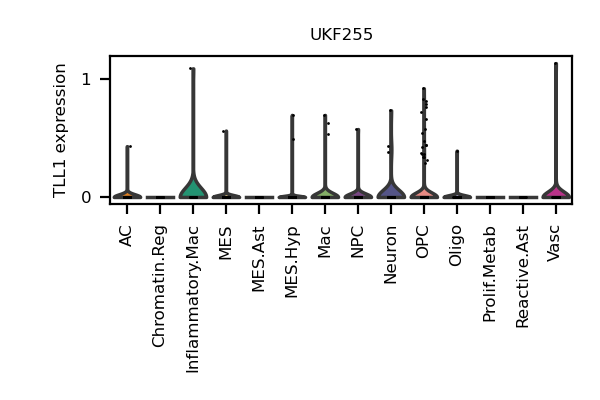 UKF255
TLL1 expression
1
0
AC
Chromatin.Reg
Inflammatory.Mac
MES
MES.Ast
MES.Hyp
Mac
NPC
Neuron
OPC
Oligo
Prolif.Metab
Reactive.Ast
Vasc